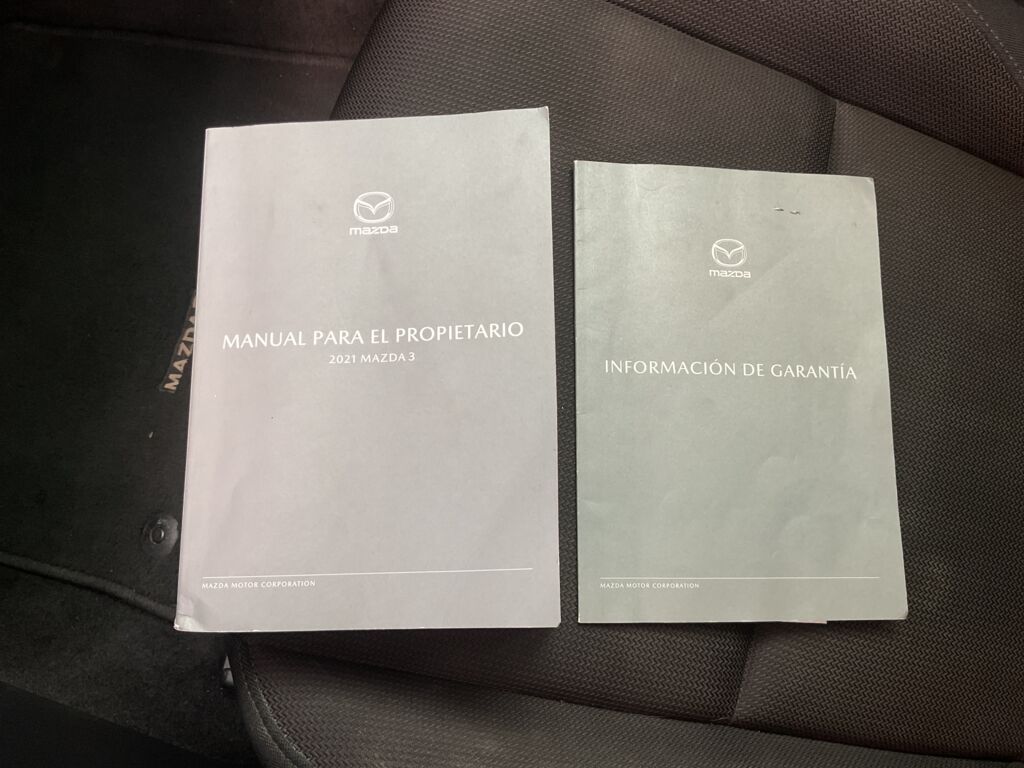 mazda
MANUAL PARA EL PROPIETARIO
2021 MAZDA 3
MAZDA MOTOR CORPORATION
mazda
INFORMACIÓN DE GARANTÍA
MAZDA MOTOR CORPORATION
MAZDA